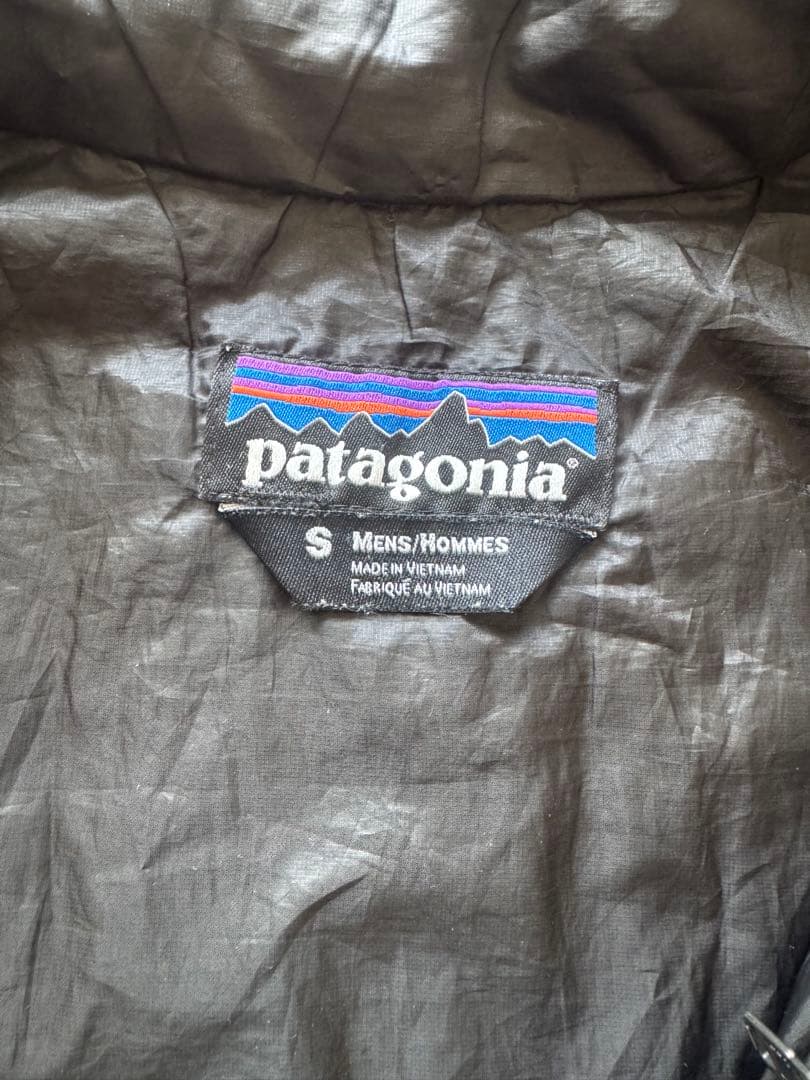 patagonia®
S MENS/HOMMES
MADE IN VIETNAM
FABRIQUÉ AU VIETNAM